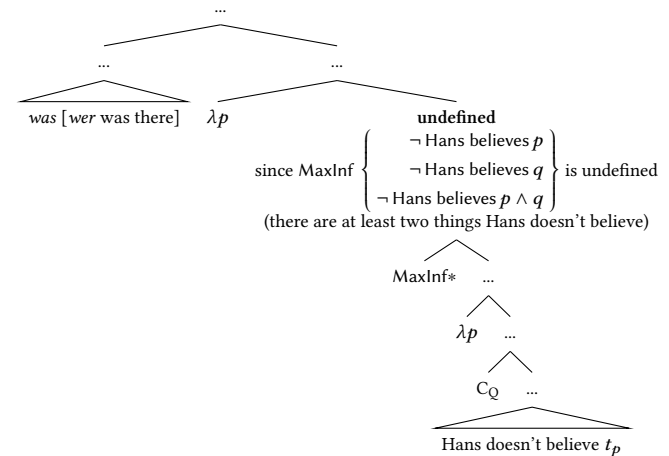 ...
... ...
was [wer was there] λp undefined
¬ Hans believes p
since MaxInf { ¬ Hans believes q } is undefined
¬ Hans believes p ∧ q
(there are at least two things Hans doesn't believe)
MaxInf* ...
λp ...
C_Q ...
Hans doesn't believe t_p